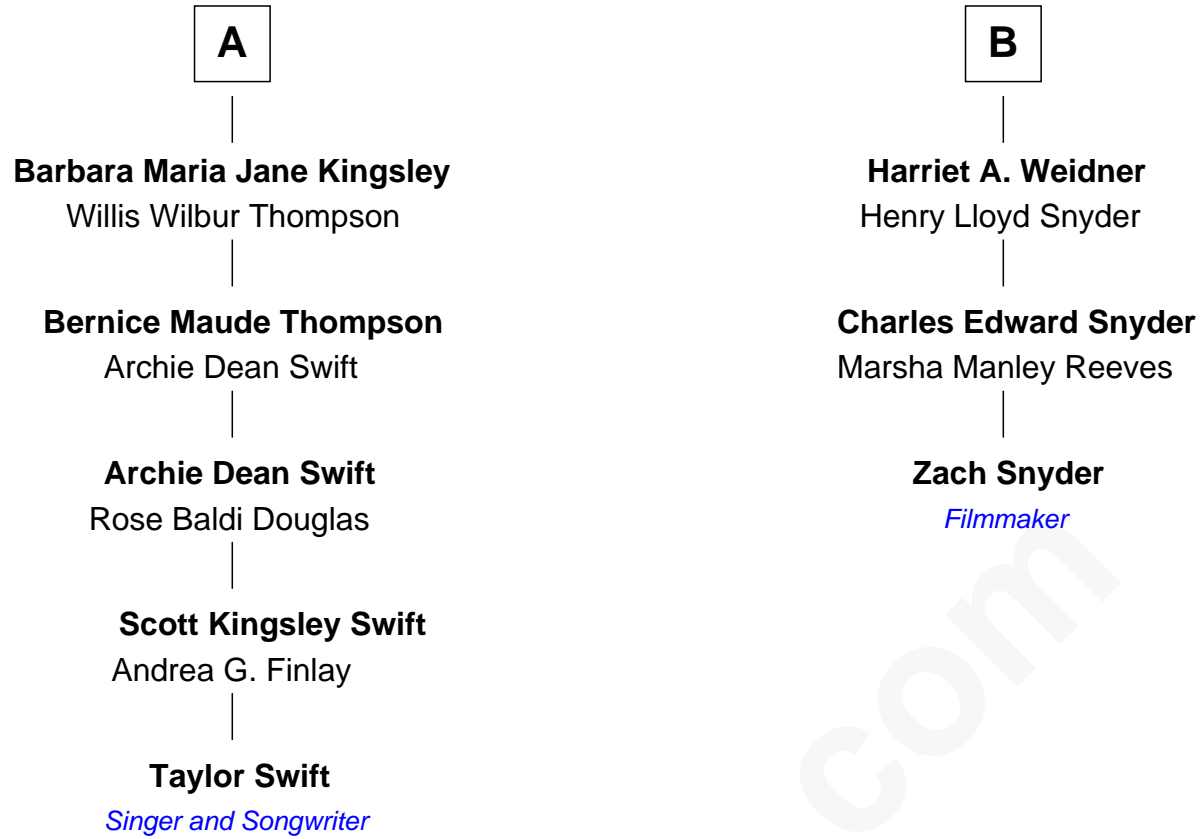 A
Barbara Maria Jane Kingsley
Willis Wilbur Thompson
Bernice Maude Thompson
Archie Dean Swift
Archie Dean Swift
Rose Baldi Douglas
Scott Kingsley Swift
Andrea G. Finlay
Taylor Swift
Singer and Songwriter
B
Harriet A. Weidner
Henry Lloyd Snyder
Charles Edward Snyder
Marsha Manley Reeves
Zach Snyder
Filmmaker
com